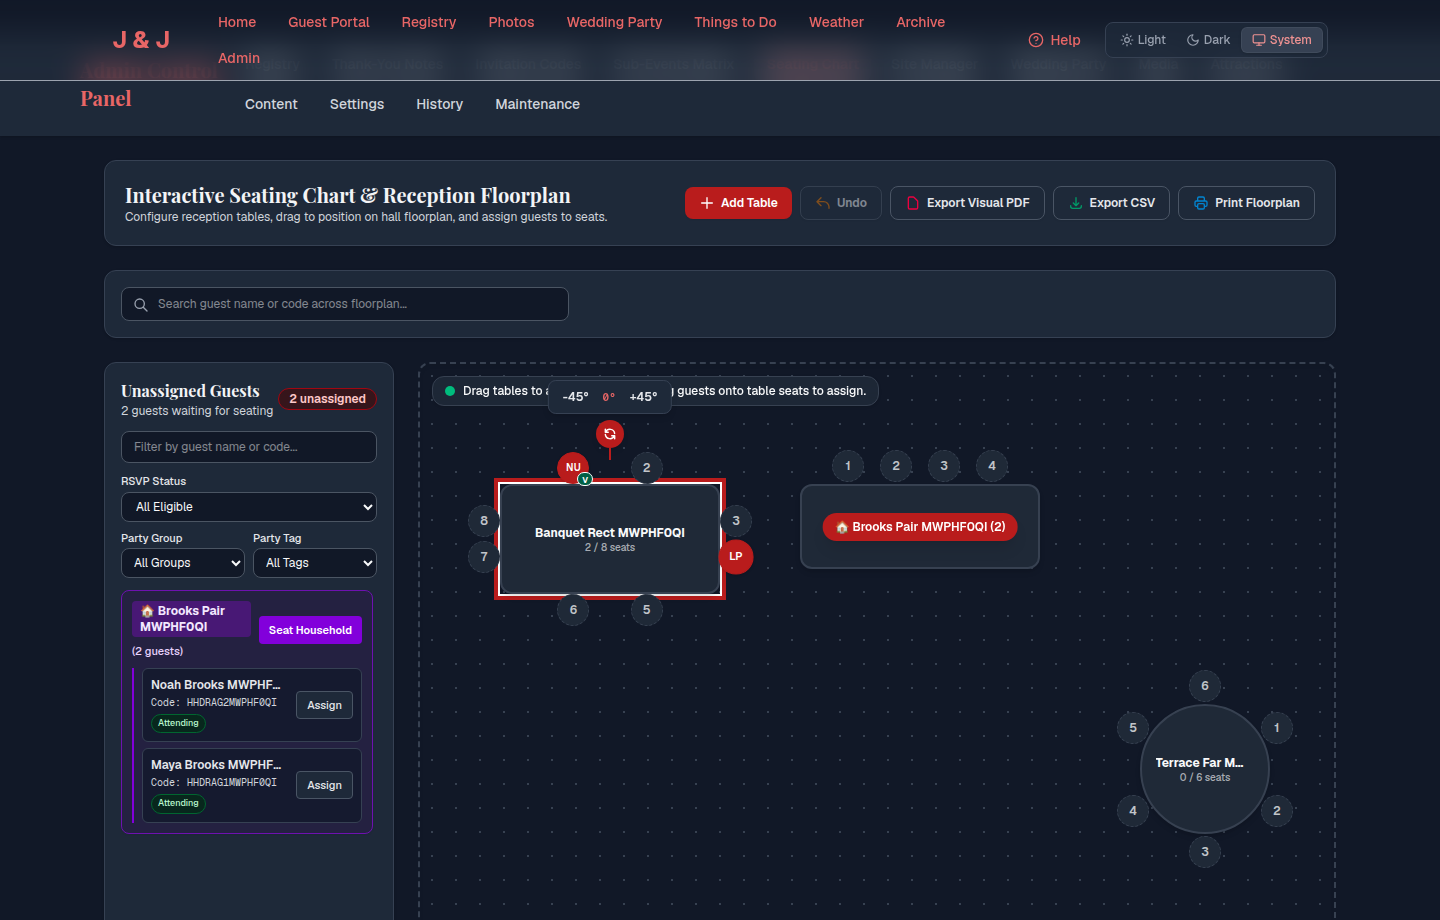 J & J
Home
Guest Portal
Registry
Photos
Wedding Party
Things to Do
Weather
Archive
Admin
Help
Light
Dark
System
Panel
Content
Settings
History
Maintenance
Interactive Seating Chart & Reception Floorplan
Configure reception tables, drag to position on hall floorplan, and assign guests to seats.
Add Table
Undo
Export Visual PDF
Export CSV
Print Floorplan
Search guest name or code across floorplan...
Unassigned Guests
2 guests waiting for seating
2 unassigned
Filter by guest name or code...
RSVP Status
All Eligible
Party Group
Party Tag
All Groups
All Tags
🏠 Brooks Pair
MWPHF0QI
(2 guests)
Seat Household
Noah Brooks MWPHF...
Code: HHDRAG2MWPHF0QI
Attending
Assign
Maya Brooks MWPHF...
Code: HHDRAG1MWPHF0QI
Attending
Assign
Drag tables to
guests onto table seats to assign.
-45° 0° +45°
NU
V
2
8
3
7
LP
6
5
Banquet Rect MWPHF0QI
2 / 8 seats
1
2
3
4
🏠 Brooks Pair MWPHF0QI (2)
6
5
1
Terrace Far M...
0 / 6 seats
4
2
3